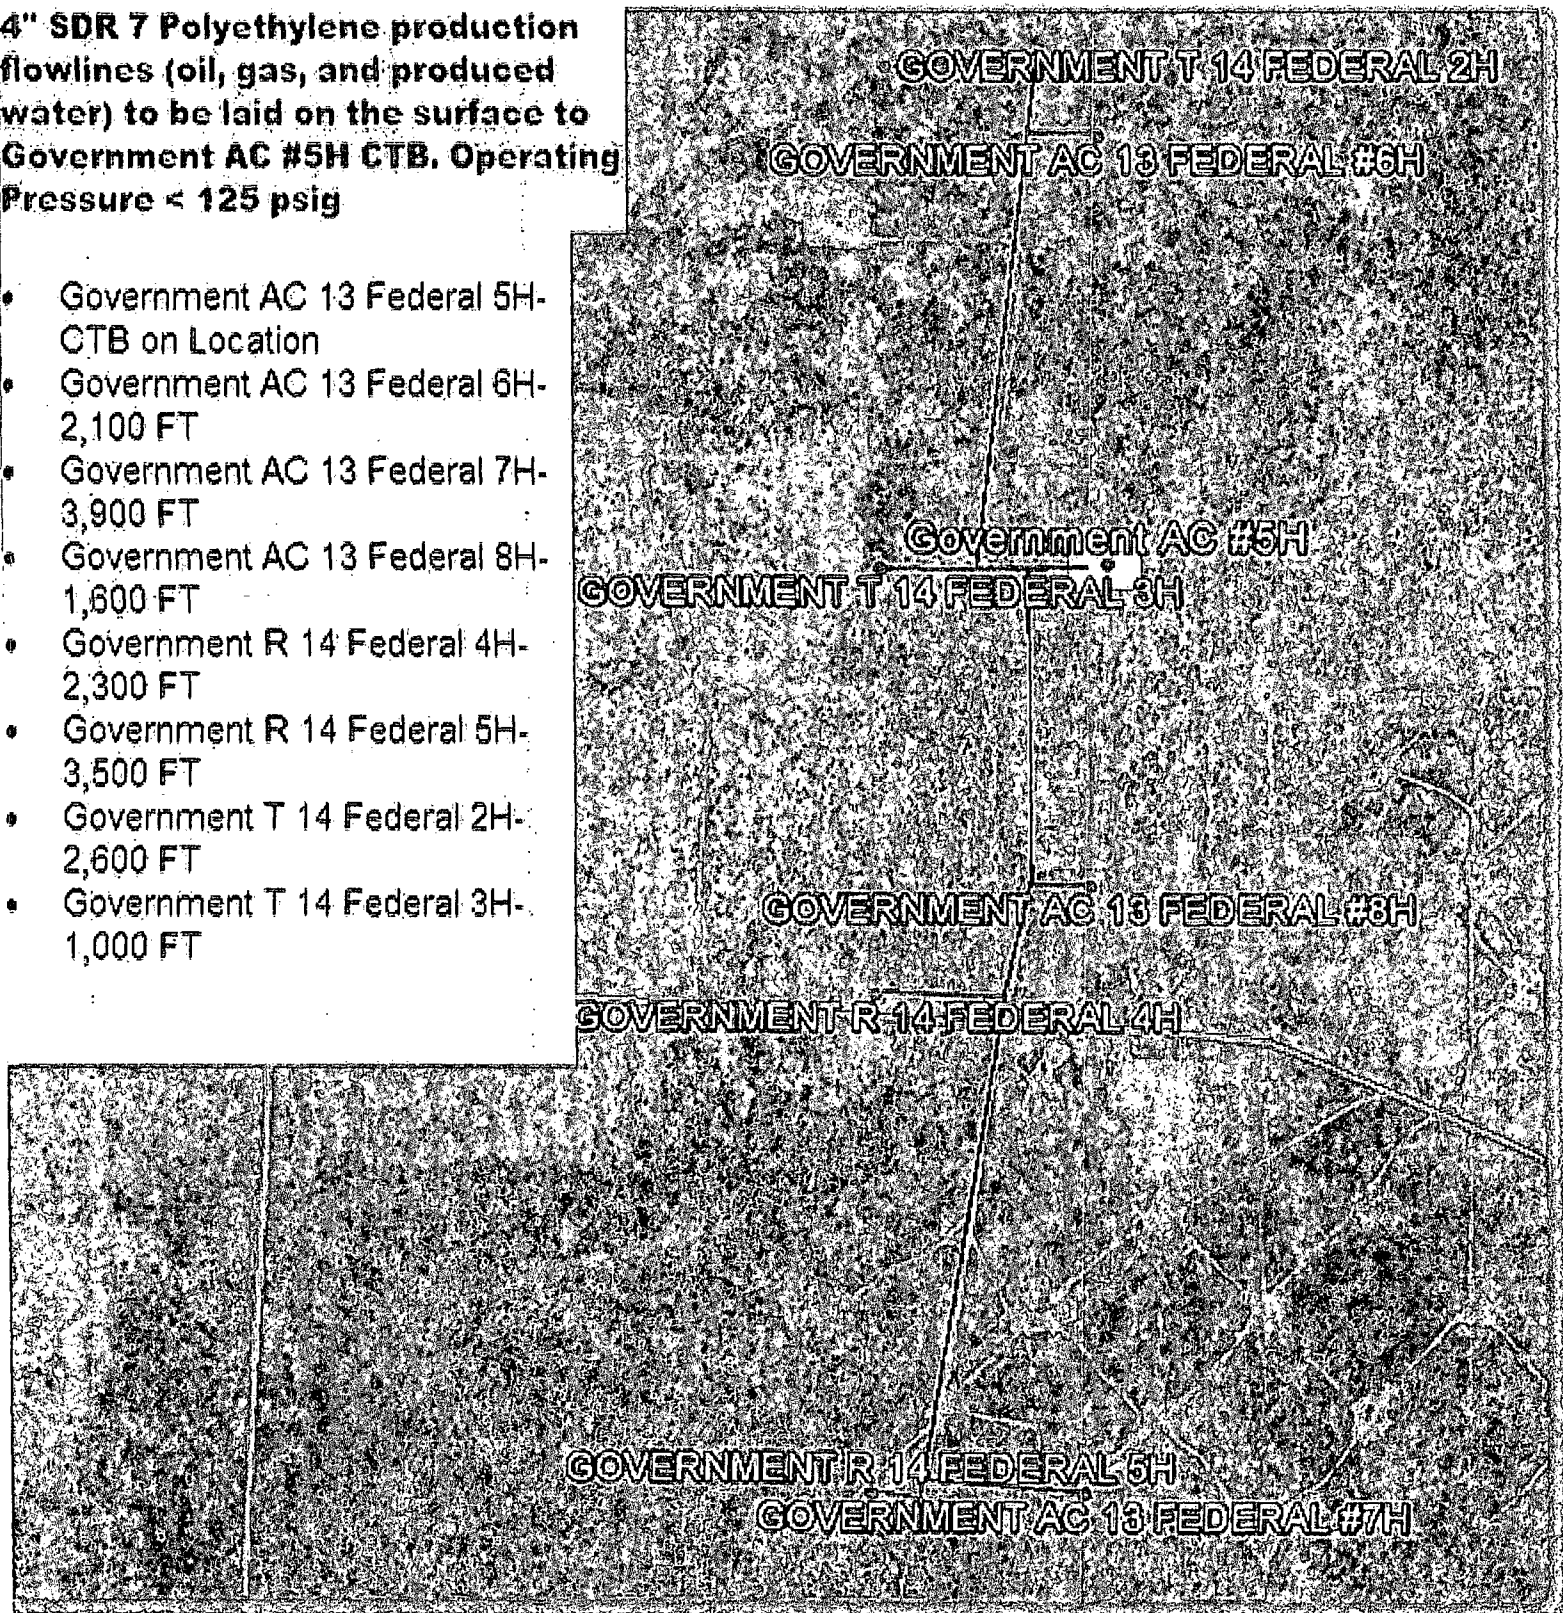 4" SDR 7 Polyethylene production
flowlines (oil, gas, and produced
water) to be laid on the surface to
Government AC #5H CTB. Operating
Pressure < 125 psig
• Government AC 13 Federal 5H-
CTB on Location
• Government AC 13 Federal 6H-
2,100 FT
• Government AC 13 Federal 7H-
3,900 FT
• Government AC 13 Federal 8H-
1,600 FT
• Government R 14 Federal 4H-
2,300 FT
• Government R 14 Federal 5H-
3,500 FT
• Government T 14 Federal 2H-
2,600 FT
• Government T 14 Federal 3H-
1,000 FT
GOVERNMENT T 14 FEDERAL 2H
GOVERNMENT AC 13 FEDERAL #6H
Government AC #5H
GOVERNMENT T 14 FEDERAL 3H
GOVERNMENT AC 13 FEDERAL #8H
GOVERNMENT R 14 FEDERAL 4H
GOVERNMENT R 14 FEDERAL 5H
GOVERNMENT AC 13 FEDERAL #7H